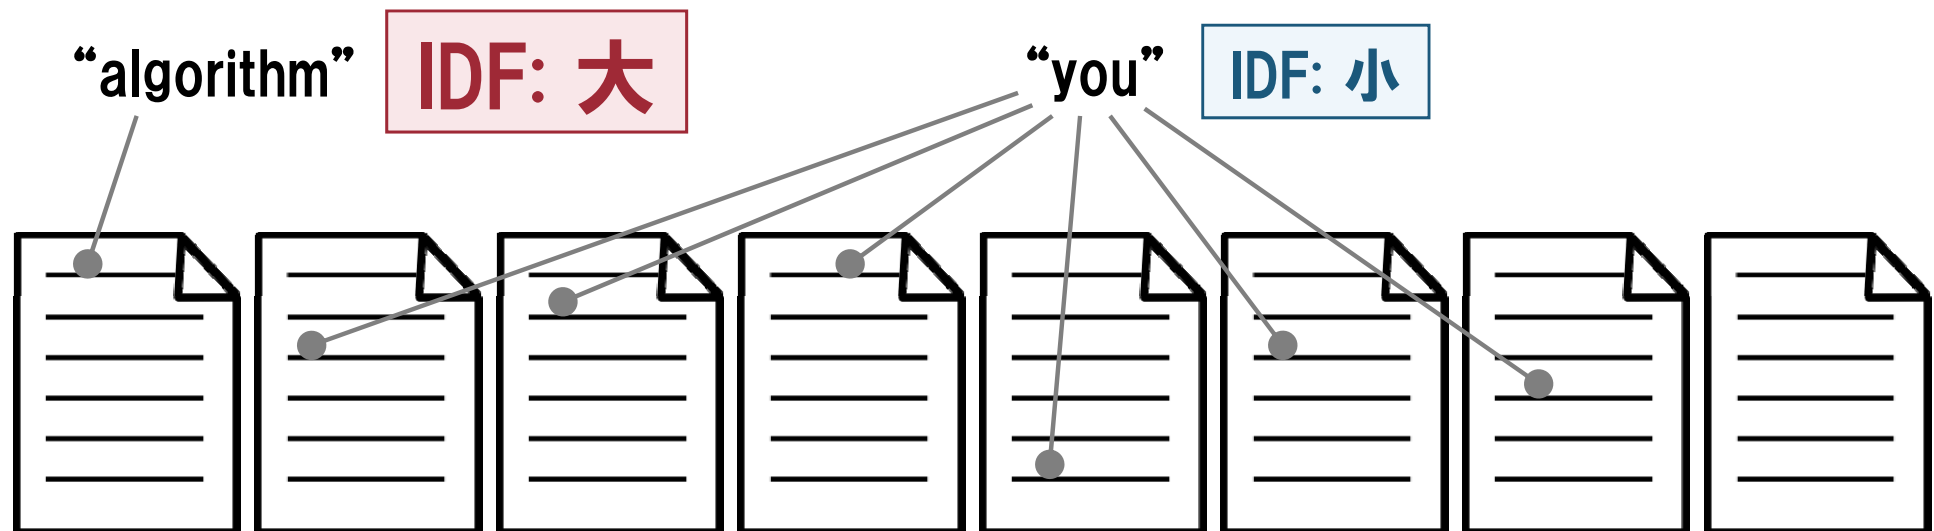 “algorithm” IDF: 大 “you” IDF: 小